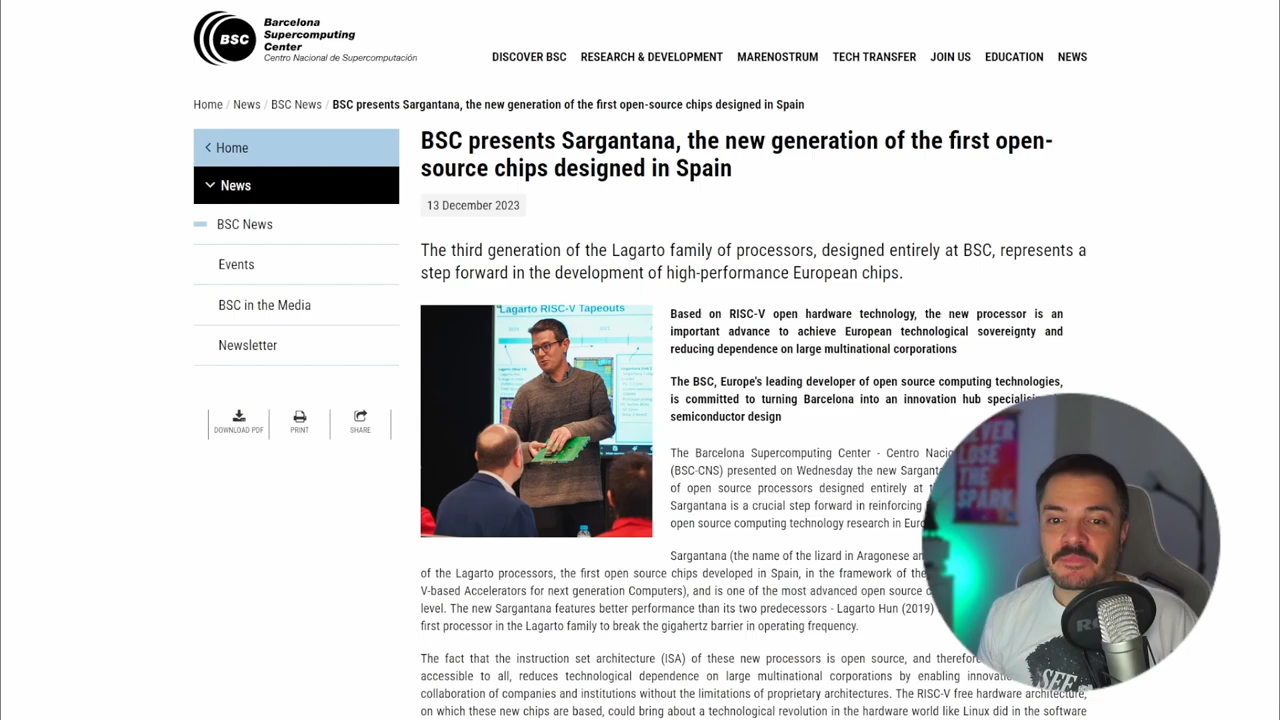 BSC
Barcelona
Supercomputing
Center
Centro Nacional de Supercomputación
DISCOVER BSC RESEARCH & DEVELOPMENT MARENOSTRUM TECH TRANSFER JOIN US EDUCATION NEWS
Home / News / BSC News / BSC presents Sargantana, the new generation of the first open-source chips designed in Spain
Home
News
BSC News
Events
BSC in the Media
Newsletter
DOWNLOAD PDF PRINT SHARE
BSC presents Sargantana, the new generation of the first open-
source chips designed in Spain
13 December 2023
The third generation of the Lagarto family of processors, designed entirely at BSC, represents a
step forward in the development of high-performance European chips.
Lagarto RISC-V Tapeouts
Based on RISC-V open hardware technology, the new processor is an
important advance to achieve European technological sovereignty and
reducing dependence on large multinational corporations
The BSC, Europe's leading developer of open source computing technologies,
is committed to turning Barcelona into an innovation hub
semiconductor design
The Barcelona Supercomputing Center - Centro
(BSC-CNS) presented on Wednesday the new
of open source processors designed entirely at
Sargantana is a crucial step forward in reinforcing
open source computing technology research in
Sargantana (the name of the lizard in Aragonese
of the Lagarto processors, the first open source chips developed in Spain, in the framework of the
V-based Accelerators for next generation Computers), and is one of the most advanced open source
level. The new Sargantana features better performance than its two predecessors - Lagarto Hun (2019)
first processor in the Lagarto family to break the gigahertz barrier in operating frequency.
The fact that the instruction set architecture (ISA) of these new processors is open source, and
accessible to all, reduces technological dependence on large multinational corporations by enabling
collaboration of companies and institutions without the limitations of proprietary architectures. The RISC-V free hardware architecture,
on which these new chips are based, could bring about a technological revolution in the hardware world like Linux did in the software
LOSE
THE
SPARK
SEE